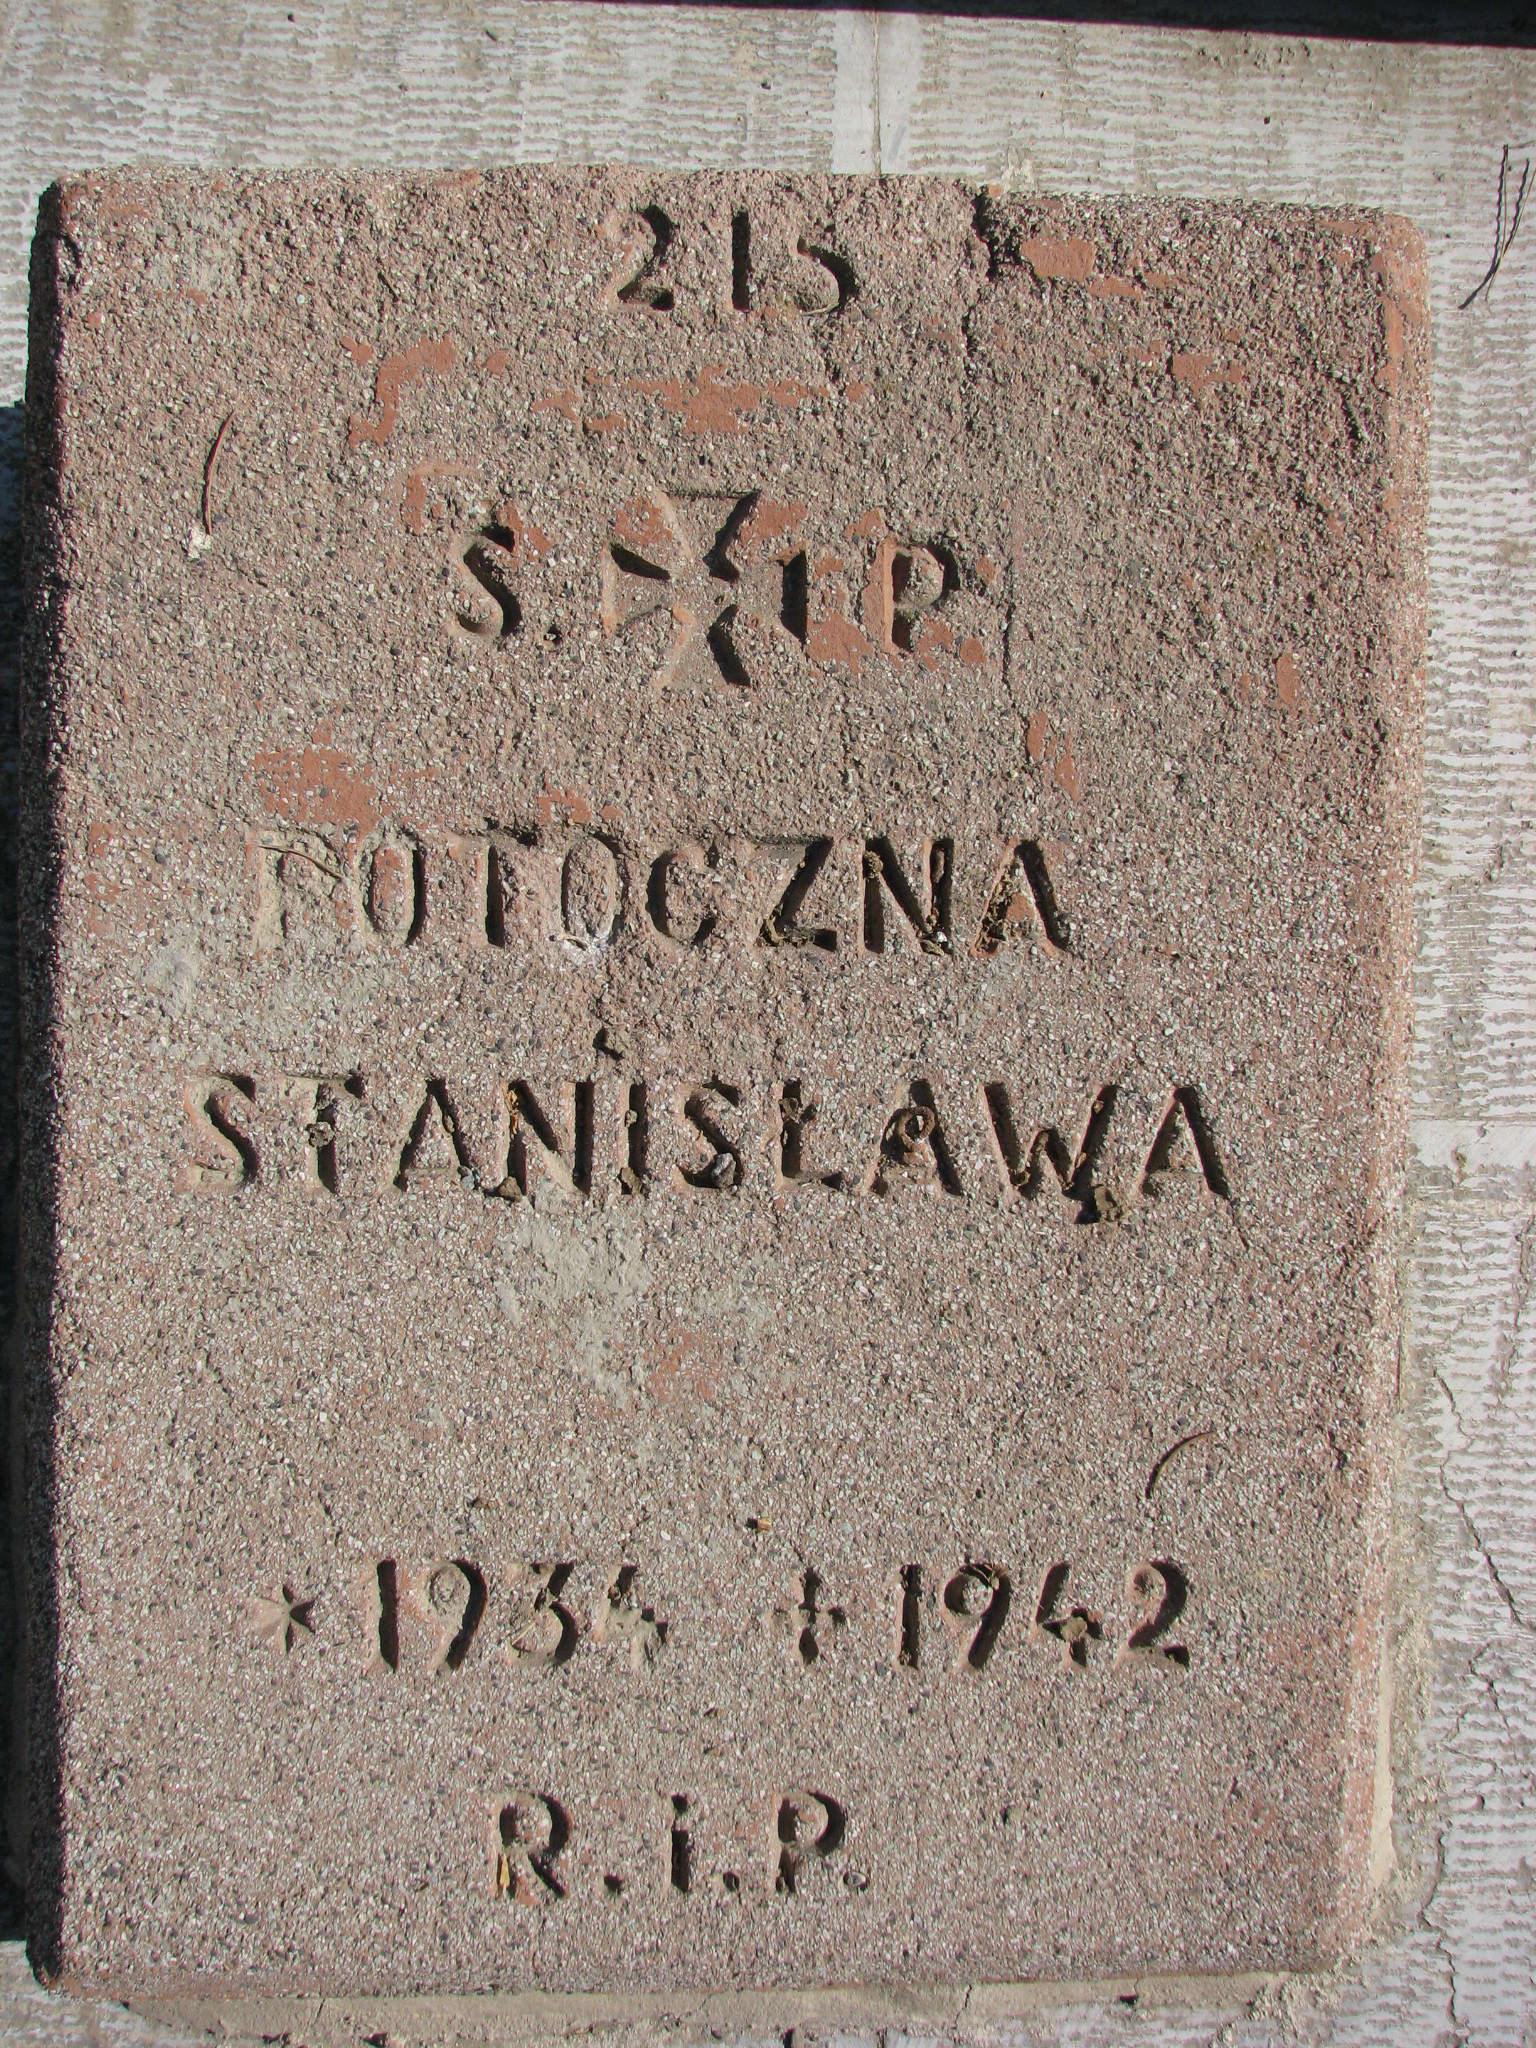 215
S. P.
POTOCZNA
STANiSŁAWA
* 1934 + 1942
R.i.P.